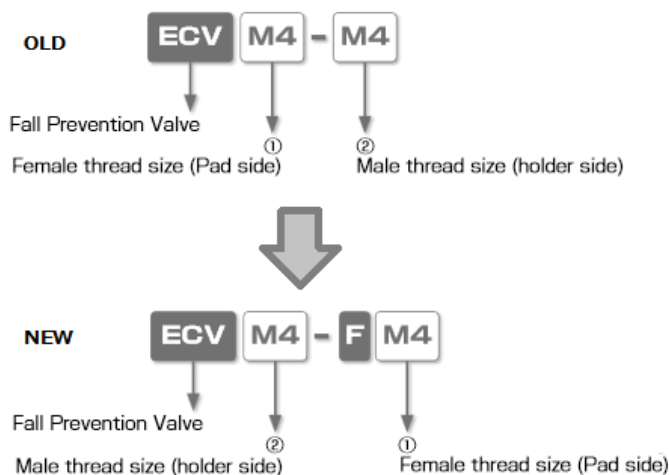 OLD ECV M4 - M4
Fall Prevention Valve
① ②
Female thread size (Pad side) Male thread size (holder side)
NEW ECV M4 - F M4
Fall Prevention Valve
② ①
Male thread size (holder side) Female thread size (Pad side)